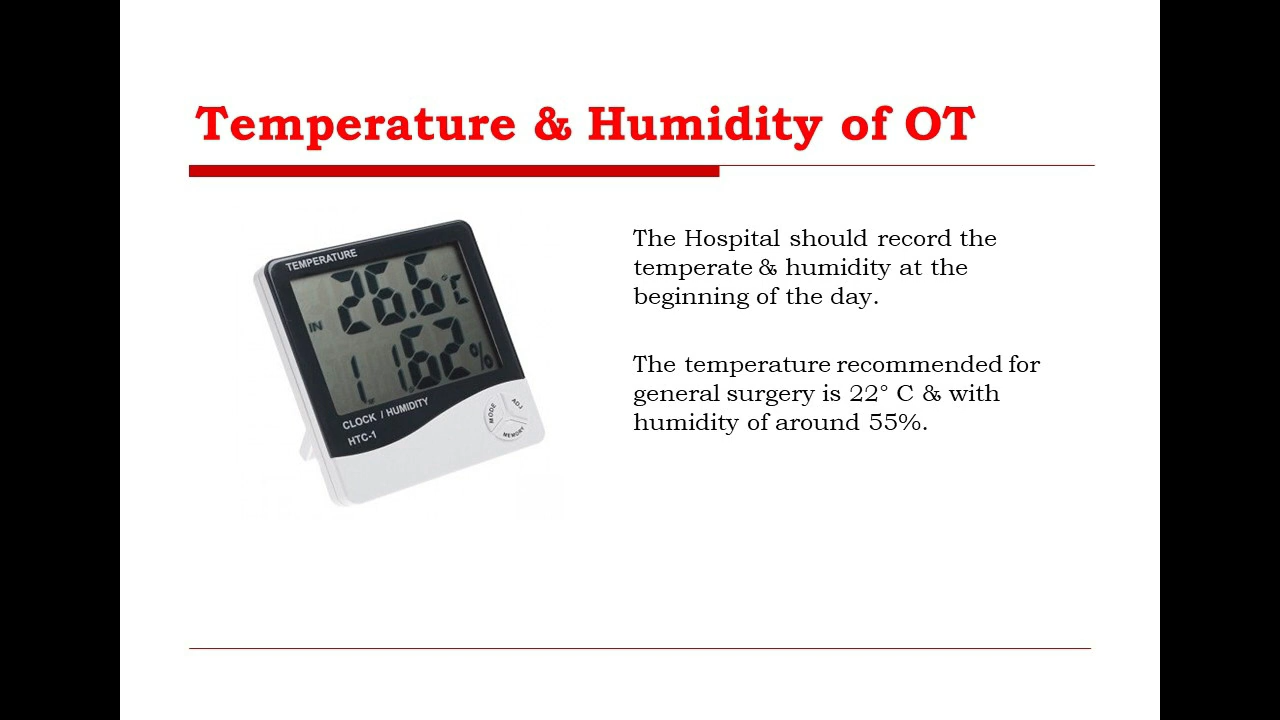 Temperature & Humidity of OT
TEMPERATURE
26.6°C
IN
62%
CLOCK / HUMIDITY
HTC-1
MODE
ADJ
MEMORY
The Hospital should record the
temperate & humidity at the
beginning of the day.
The temperature recommended for
general surgery is 22° C & with
humidity of around 55%.